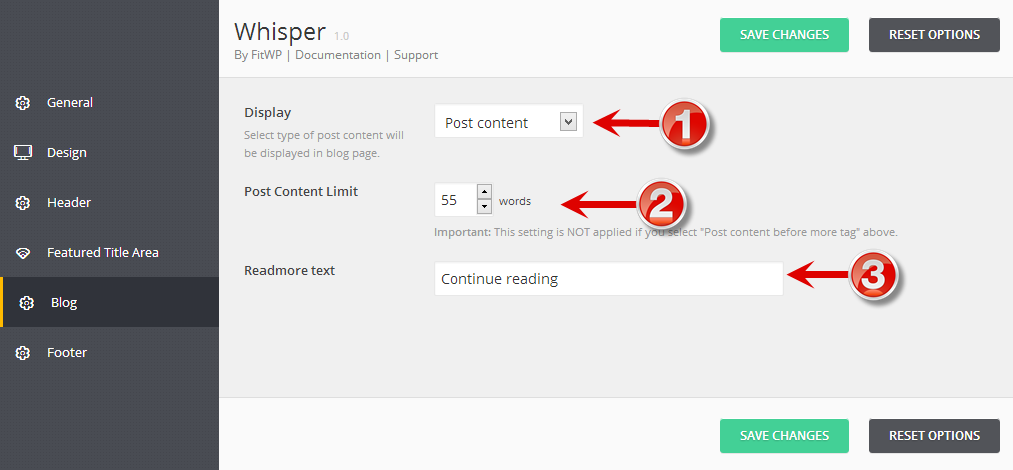 Whisper 1.0
By FitWP | Documentation | Support
SAVE CHANGES
RESET OPTIONS
General
Design
Header
Featured Title Area
Blog
Footer
Display
Select type of post content will
be displayed in blog page.
Post content
1
Post Content Limit
55 words
2
Important: This setting is NOT applied if you select "Post content before more tag" above.
Readmore text
Continue reading
3
SAVE CHANGES
RESET OPTIONS